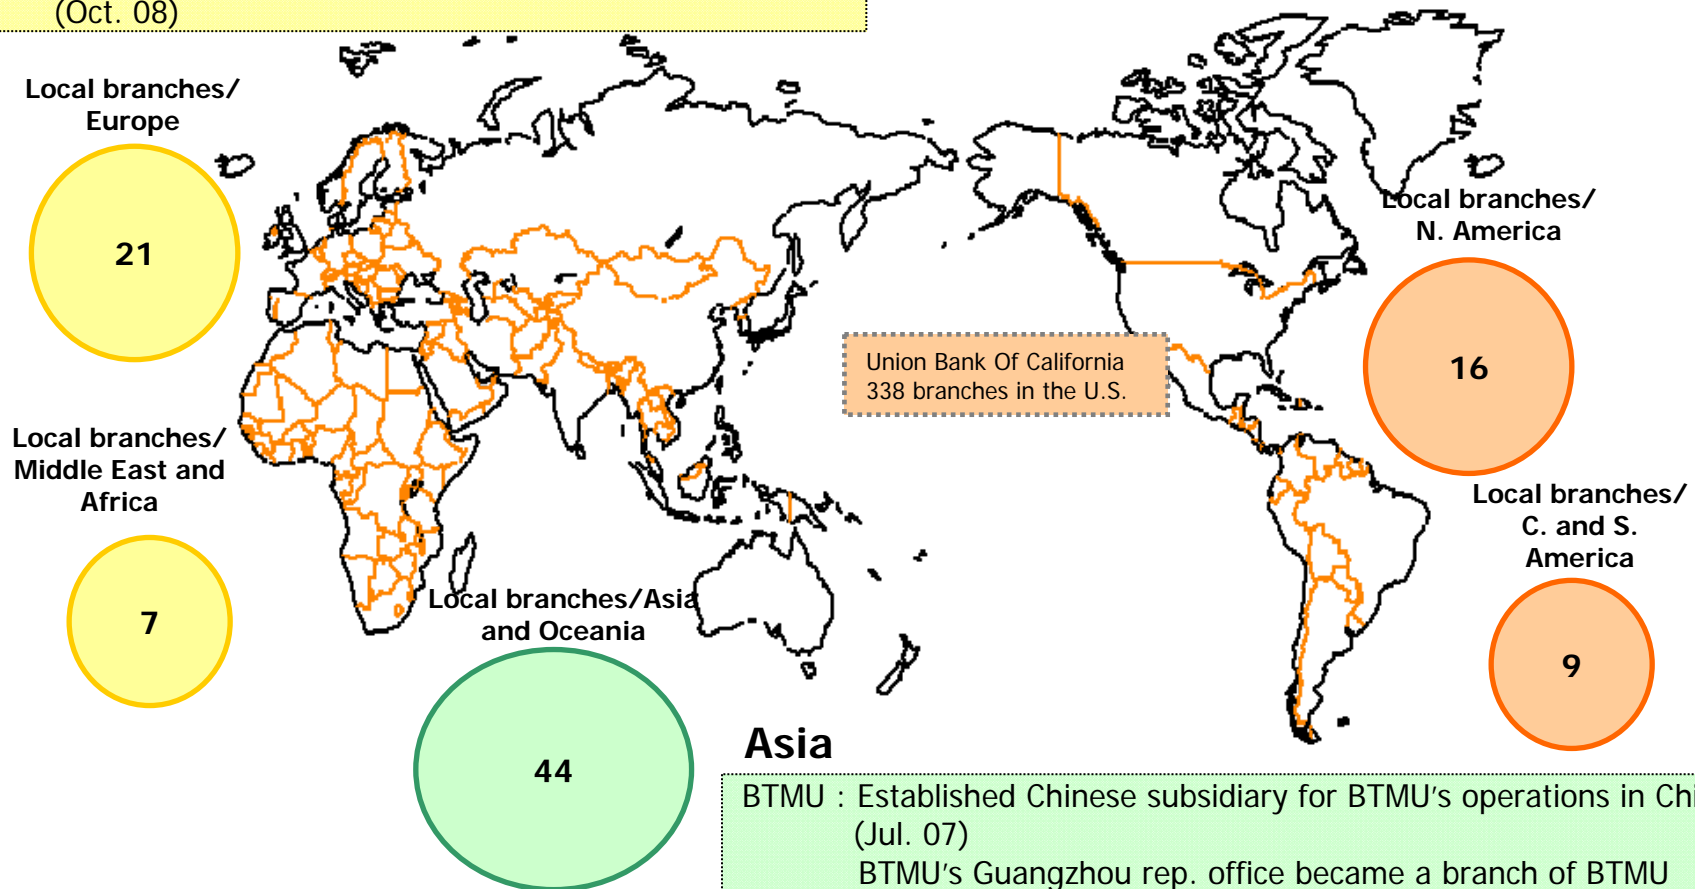 (Oct. 08)
Local branches/
Europe
21
Local branches/
N. America
16
Union Bank Of California
338 branches in the U.S.
Local branches/
Middle East and
Africa
7
Local branches/
C. and S.
America
9
Local branches/Asia
and Oceania
44
Asia
BTMU : Established Chinese subsidiary for BTMU's operations in Chi
(Jul. 07)
BTMU's Guangzhou rep. office became a branch of BTMU